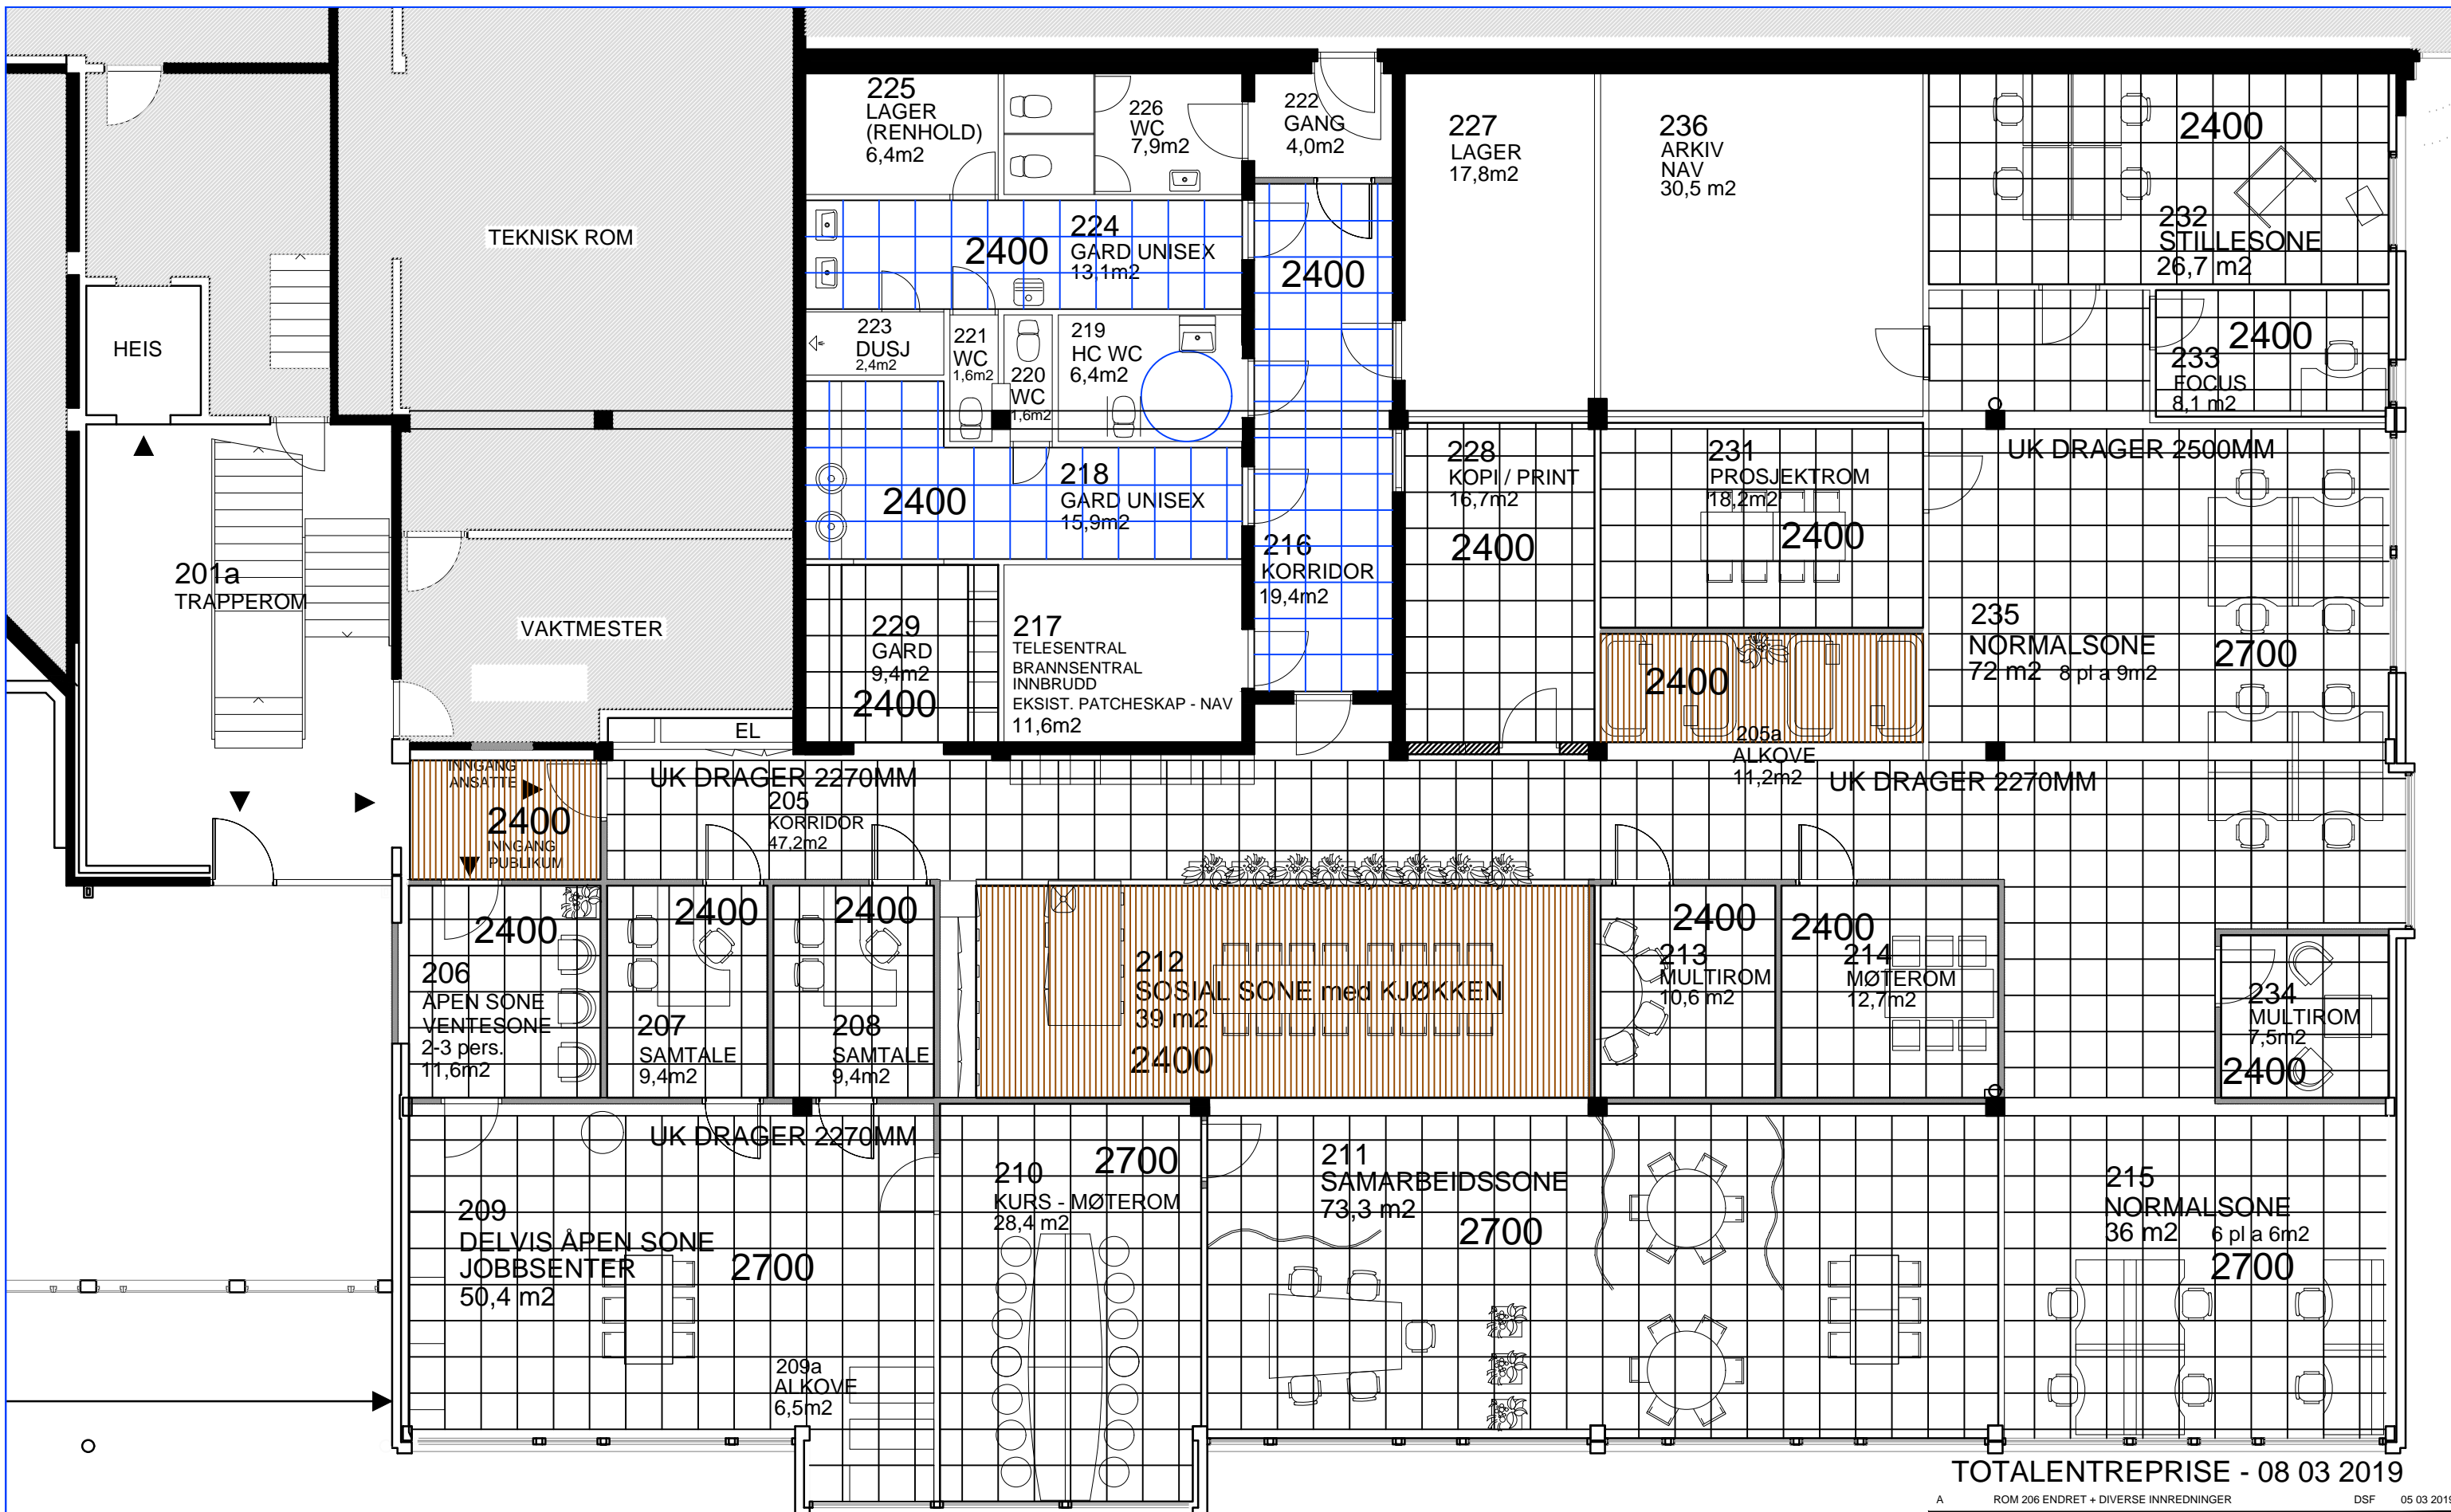 225
LAGER
(RENHOLD)
6,4m2
226
WC
7,9m2
222
GANG
4,0m2
227
LAGER
17,8m2
236
ARKIV
NAV
30,5 m2
2400
232
STILLESONE
26,7 m2
TEKNISK ROM
2400
224
GARD UNISEX
13,1m2
2400
HEIS
223
DUSJ
2,4m2
221
WC
1,6m2
220
WC
1,6m2
219
HC WC
6,4m2
2400
233
FOCUS
8,1 m2
2400
218
GARD UNISEX
15,9m2
228
KOPI / PRINT
16,7m2
2400
231
PROSJEKTROM
18,2m2
2400
UK DRAGER 2500MM
201a
TRAPPEROM
VAKTMESTER
229
GARD
9,4m2
2400
217
TELESENTRAL
BRANNSENTRAL
INNBRUDD
EKSIST. PATCHESKAP - NAV
11,6m2
216
KORRIDOR
19,4m2
2400
205a
ALKOVE
11,2m2
235
NORMALSONE
72 m2 8 pl a 9m2
2700
EL
INNGANG
ANSATTE
2400
INNGANG
PUBLIKUM
UK DRAGER 2270MM
205
KORRIDOR
47,2m2
UK DRAGER 2270MM
2400
206
ÅPEN SONE
VENTESONE
2-3 pers.
11,6m2
2400
207
SAMTALE
9,4m2
2400
208
SAMTALE
9,4m2
212
SOSIAL SONE med KJØKKEN
39 m2
2400
2400
213
MULTIROM
10,6 m2
2400
214
MØTEROM
12,7m2
234
MULTIROM
7,5m2
2400
UK DRAGER 2270MM
209
DELVIS ÅPEN SONE
JOBBSENTER
50,4 m2
2700
209a
ALKOVE
6,5m2
2700
210
KURS - MØTEROM
28,4 m2
211
SAMARBEIDSSONE
73,3 m2
2700
215
NORMALSONE
36 m2 6 pl a 6m2
2700
TOTALENTREPRISE - 08 03 2019
A ROM 206 ENDRET + DIVERSE INNREDNINGER DSF 05 03 2019